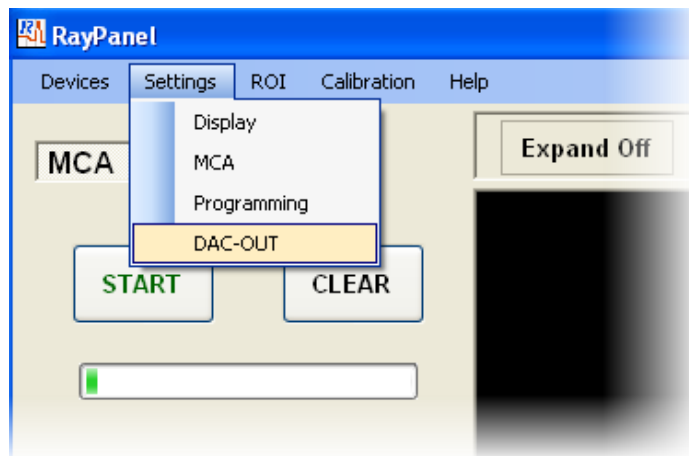 RayPanel
Devices Settings ROI Calibration Help
Display
MCA
Programming
DAC-OUT
MCA
Expand Off
START CLEAR